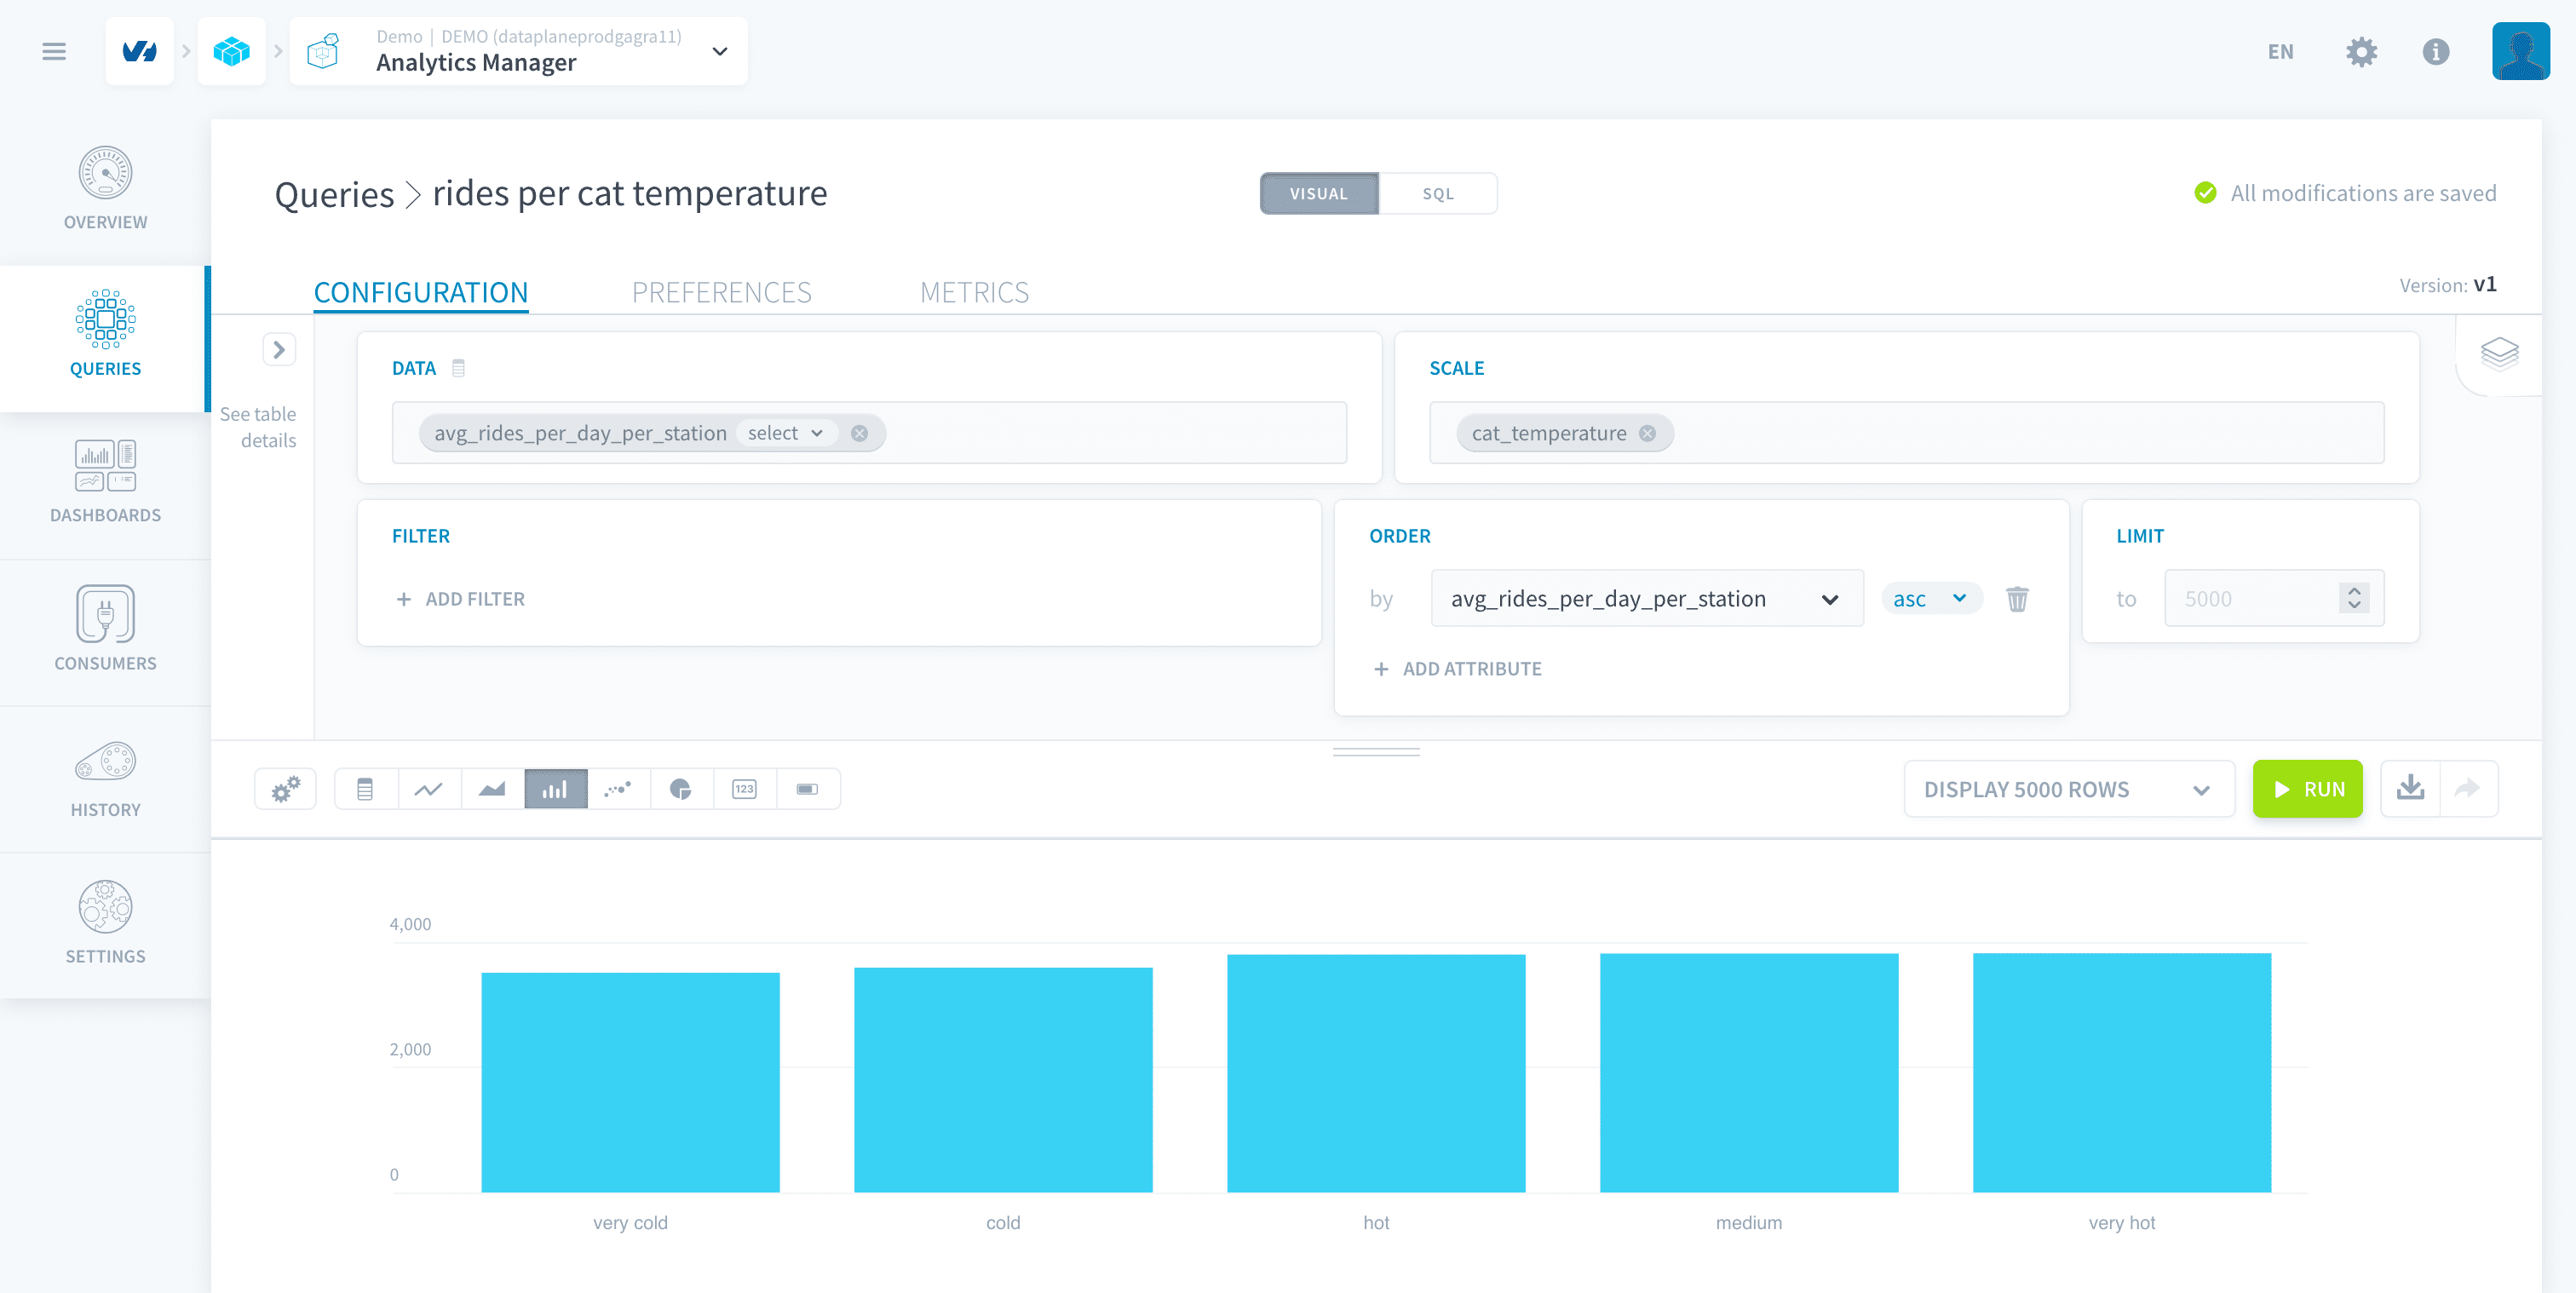 Demo | DEMO (dataplaneprodgagra11)
Analytics Manager
EN
OVERVIEW
QUERIES
DASHBOARDS
CONSUMERS
HISTORY
SETTINGS
Queries > rides per cat temperature
VISUAL
SQL
All modifications are saved
CONFIGURATION
PREFERENCES
METRICS
Version: v1
See table
details
DATA
avg_rides_per_day_per_station select
SCALE
cat_temperature
FILTER
+ ADD FILTER
ORDER
by avg_rides_per_day_per_station asc
+ ADD ATTRIBUTE
LIMIT
to 5000
123
DISPLAY 5000 ROWS
RUN
4,000
2,000
0
very cold
cold
hot
medium
very hot